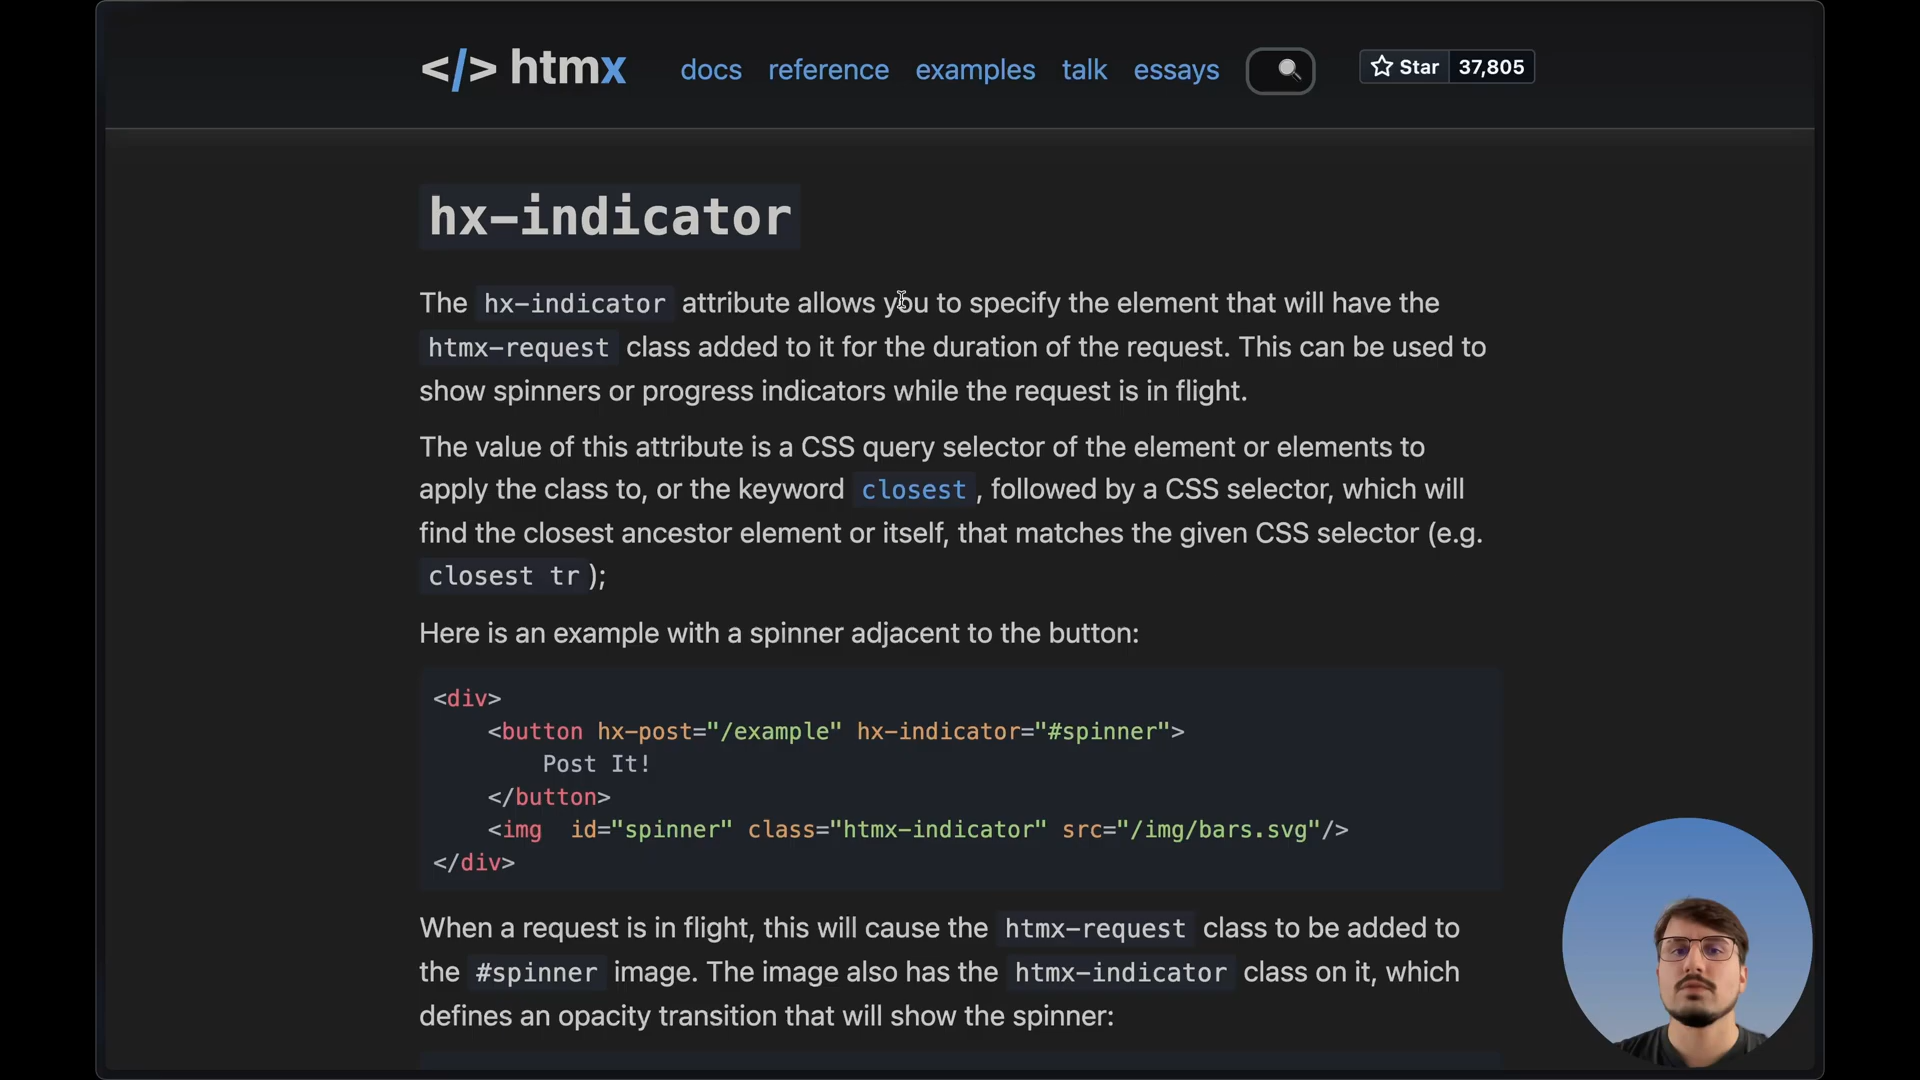 </> htmx docs reference examples talk essays Star 37,805
hx-indicator
The hx-indicator attribute allows you to specify the element that will have the
htmx-request class added to it for the duration of the request. This can be used to
show spinners or progress indicators while the request is in flight.
The value of this attribute is a CSS query selector of the element or elements to
apply the class to, or the keyword closest, followed by a CSS selector, which will
find the closest ancestor element or itself, that matches the given CSS selector (e.g.
closest tr);
Here is an example with a spinner adjacent to the button:
<div>
    <button hx-post="/example" hx-indicator="#spinner">
        Post It!
    </button>
    <img  id="spinner" class="htmx-indicator" src="/img/bars.svg"/>
</div>
When a request is in flight, this will cause the htmx-request class to be added to
the #spinner image. The image also has the htmx-indicator class on it, which
defines an opacity transition that will show the spinner: